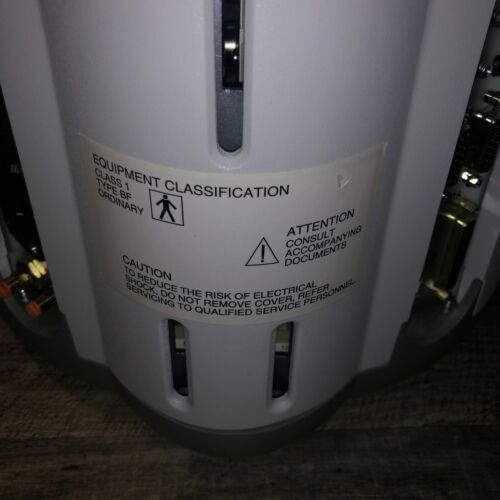 EQUIPMENT CLASSIFICATION
CLASS 1
TYPE BF
ORDINARY
ATTENTION
CONSULT
ACCOMPANYING
DOCUMENTS
CAUTION
TO REDUCE THE RISK OF ELECTRICAL
SHOCK, DO NOT REMOVE COVER, REFER
SERVICING TO QUALIFIED SERVICE PERSONNEL